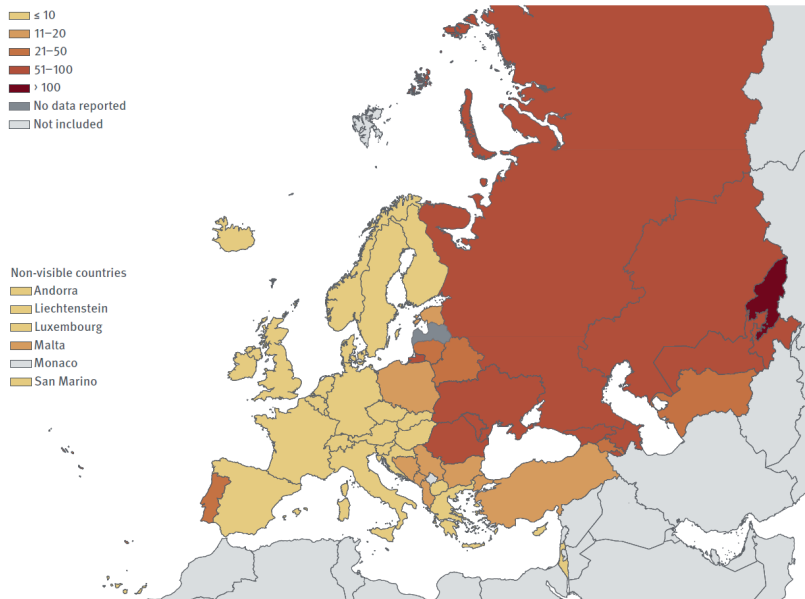 ≤ 10
11–20
21–50
51–100
› 100
No data reported
Not included
Non-visible countries
Andorra
Liechtenstein
Luxembourg
Malta
Monaco
San Marino